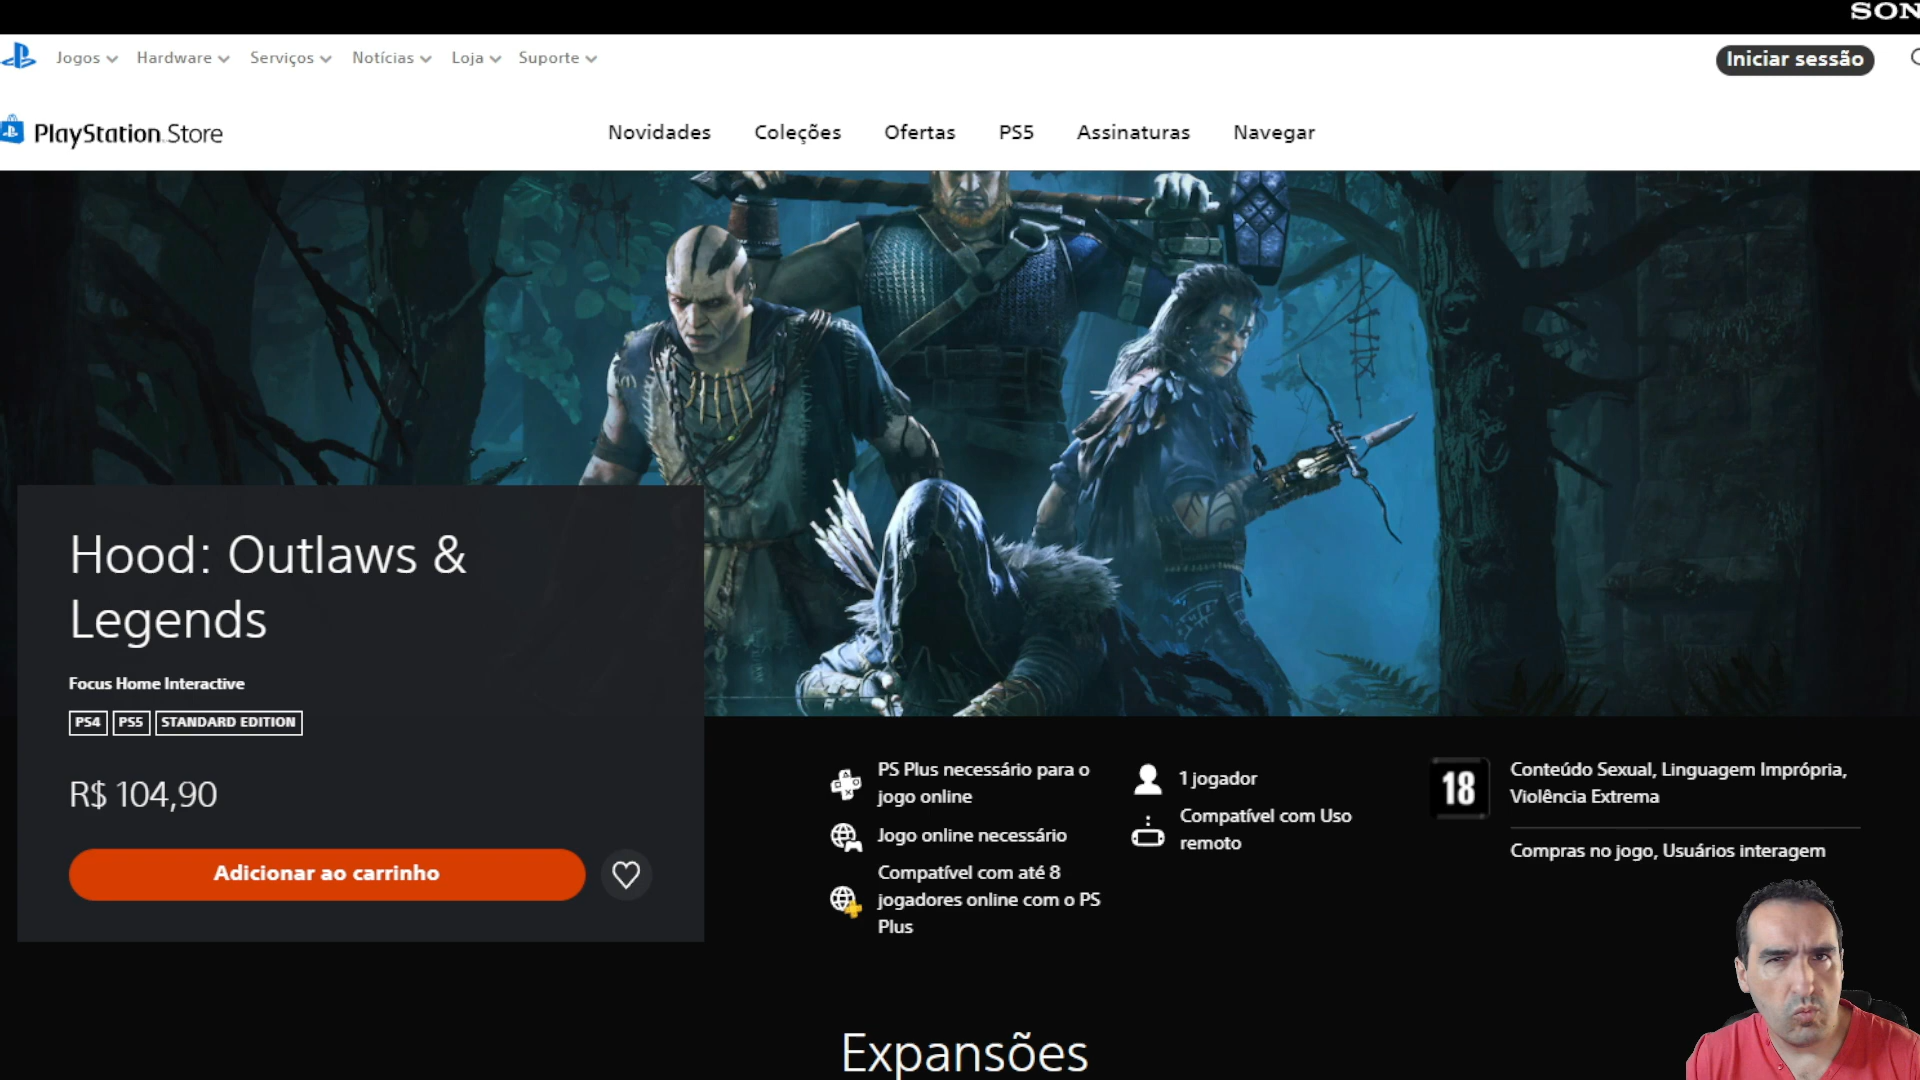 SON
Jogos Hardware Serviços Notícias Loja Suporte
Iniciar sessão
PlayStation Store
Novidades Coleções Ofertas PS5 Assinaturas Navegar
Hood: Outlaws &
Legends
Focus Home Interactive
PS4 PS5 STANDARD EDITION
R$ 104,90
Adicionar ao carrinho
PS Plus necessário para o
jogo online
Jogo online necessário
Compatível com até 8
jogadores online com o PS
Plus
1 jogador
Compatível com Uso
remoto
18
Conteúdo Sexual, Linguagem Imprópria,
Violência Extrema
Compras no jogo, Usuários interagem
Expansões